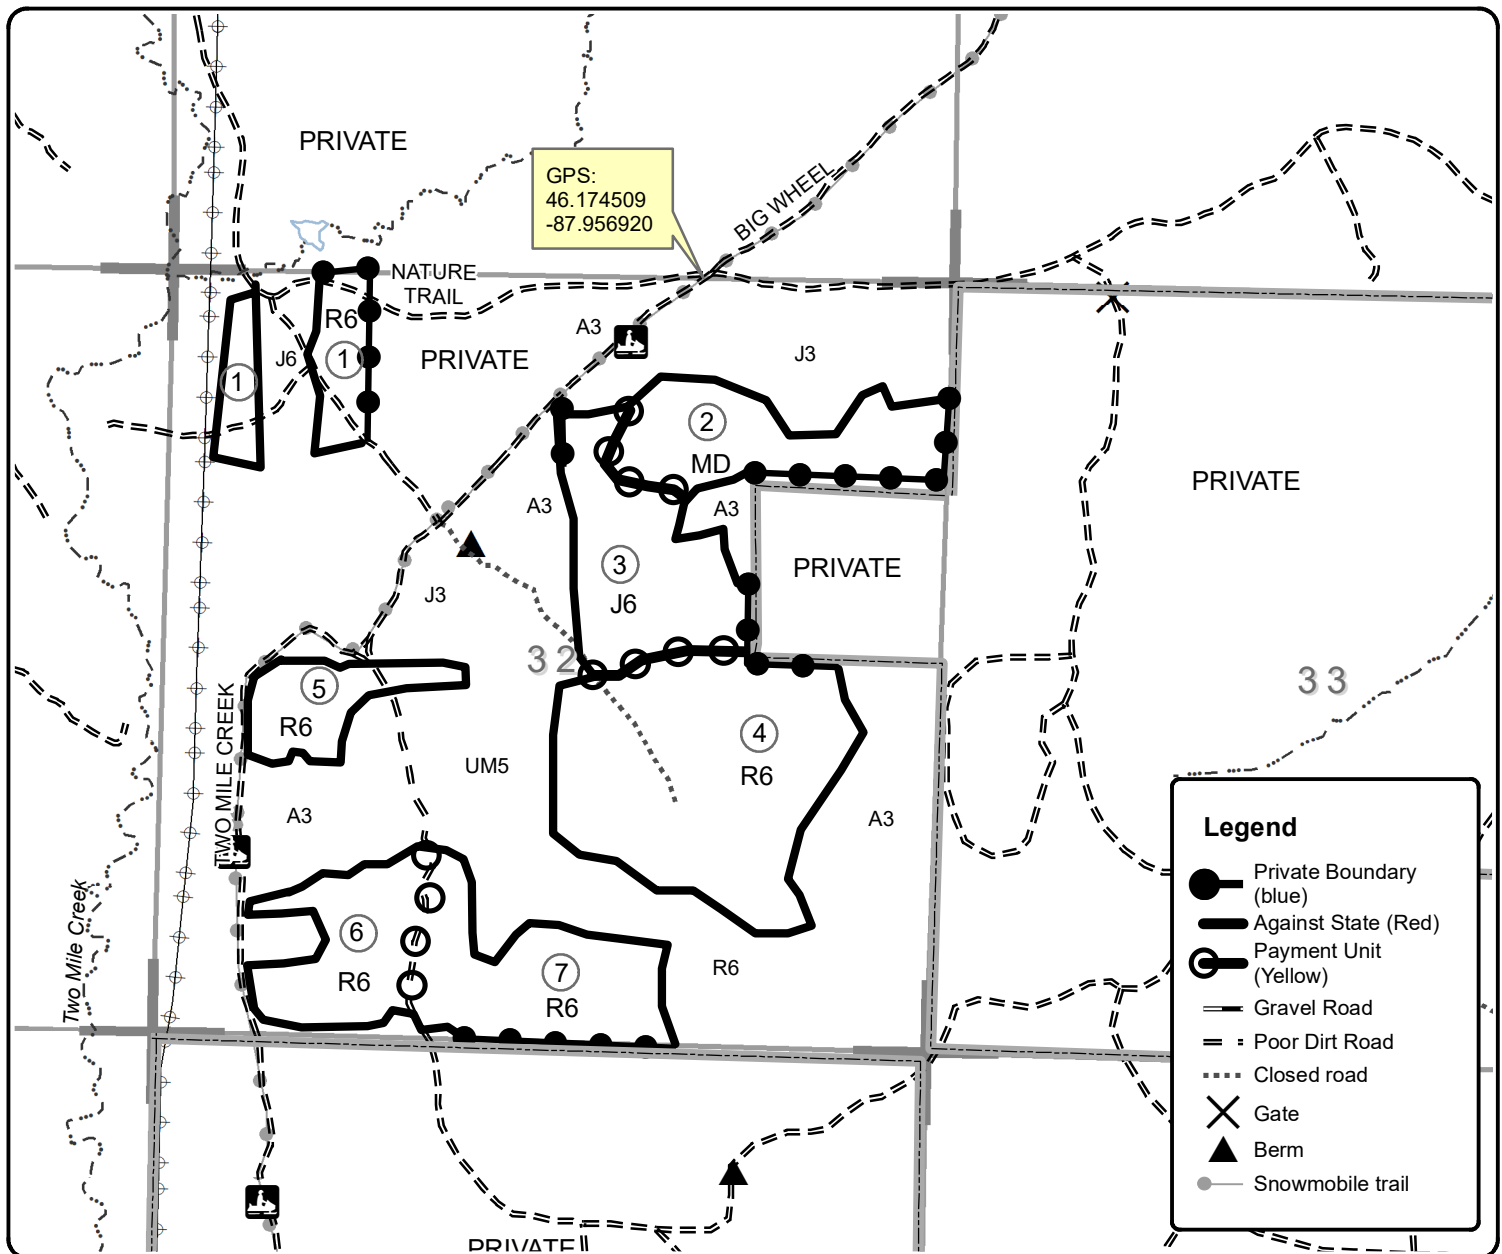 PRIVATE
GPS:
46.174509
-87.956920
BIG WHEEL
NATURE
TRAIL
R6
1
J6
1
PRIVATE
A3
J3
2
MD
PRIVATE
A3
A3
3
J6
PRIVATE
J3
32
33
5
R6
4
R6
UM5
TWO MILE CREEK
A3
A3
Two Mile Creek
6
R6
7
R6
R6
PRIVATE
Legend
Private Boundary
(blue)
Against State (Red)
Payment Unit
(Yellow)
Gravel Road
Poor Dirt Road
Closed road
Gate
Berm
Snowmobile trail